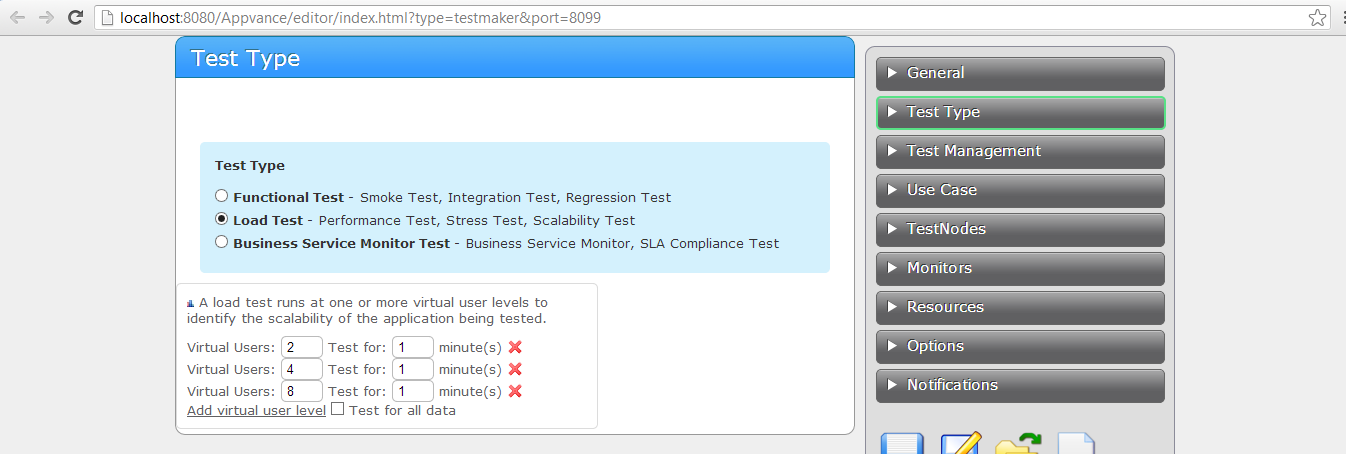 localhost:8080/Appvance/editor/index.html?type=testmaker&port=8099
Test Type
Test Type
Functional Test - Smoke Test, Integration Test, Regression Test
Load Test - Performance Test, Stress Test, Scalability Test
Business Service Monitor Test - Business Service Monitor, SLA Compliance Test
A load test runs at one or more virtual user levels to
identify the scalability of the application being tested.
Virtual Users: 2 Test for: 1 minute(s)
Virtual Users: 4 Test for: 1 minute(s)
Virtual Users: 8 Test for: 1 minute(s)
Add virtual user level Test for all data
General
Test Type
Test Management
Use Case
TestNodes
Monitors
Resources
Options
Notifications